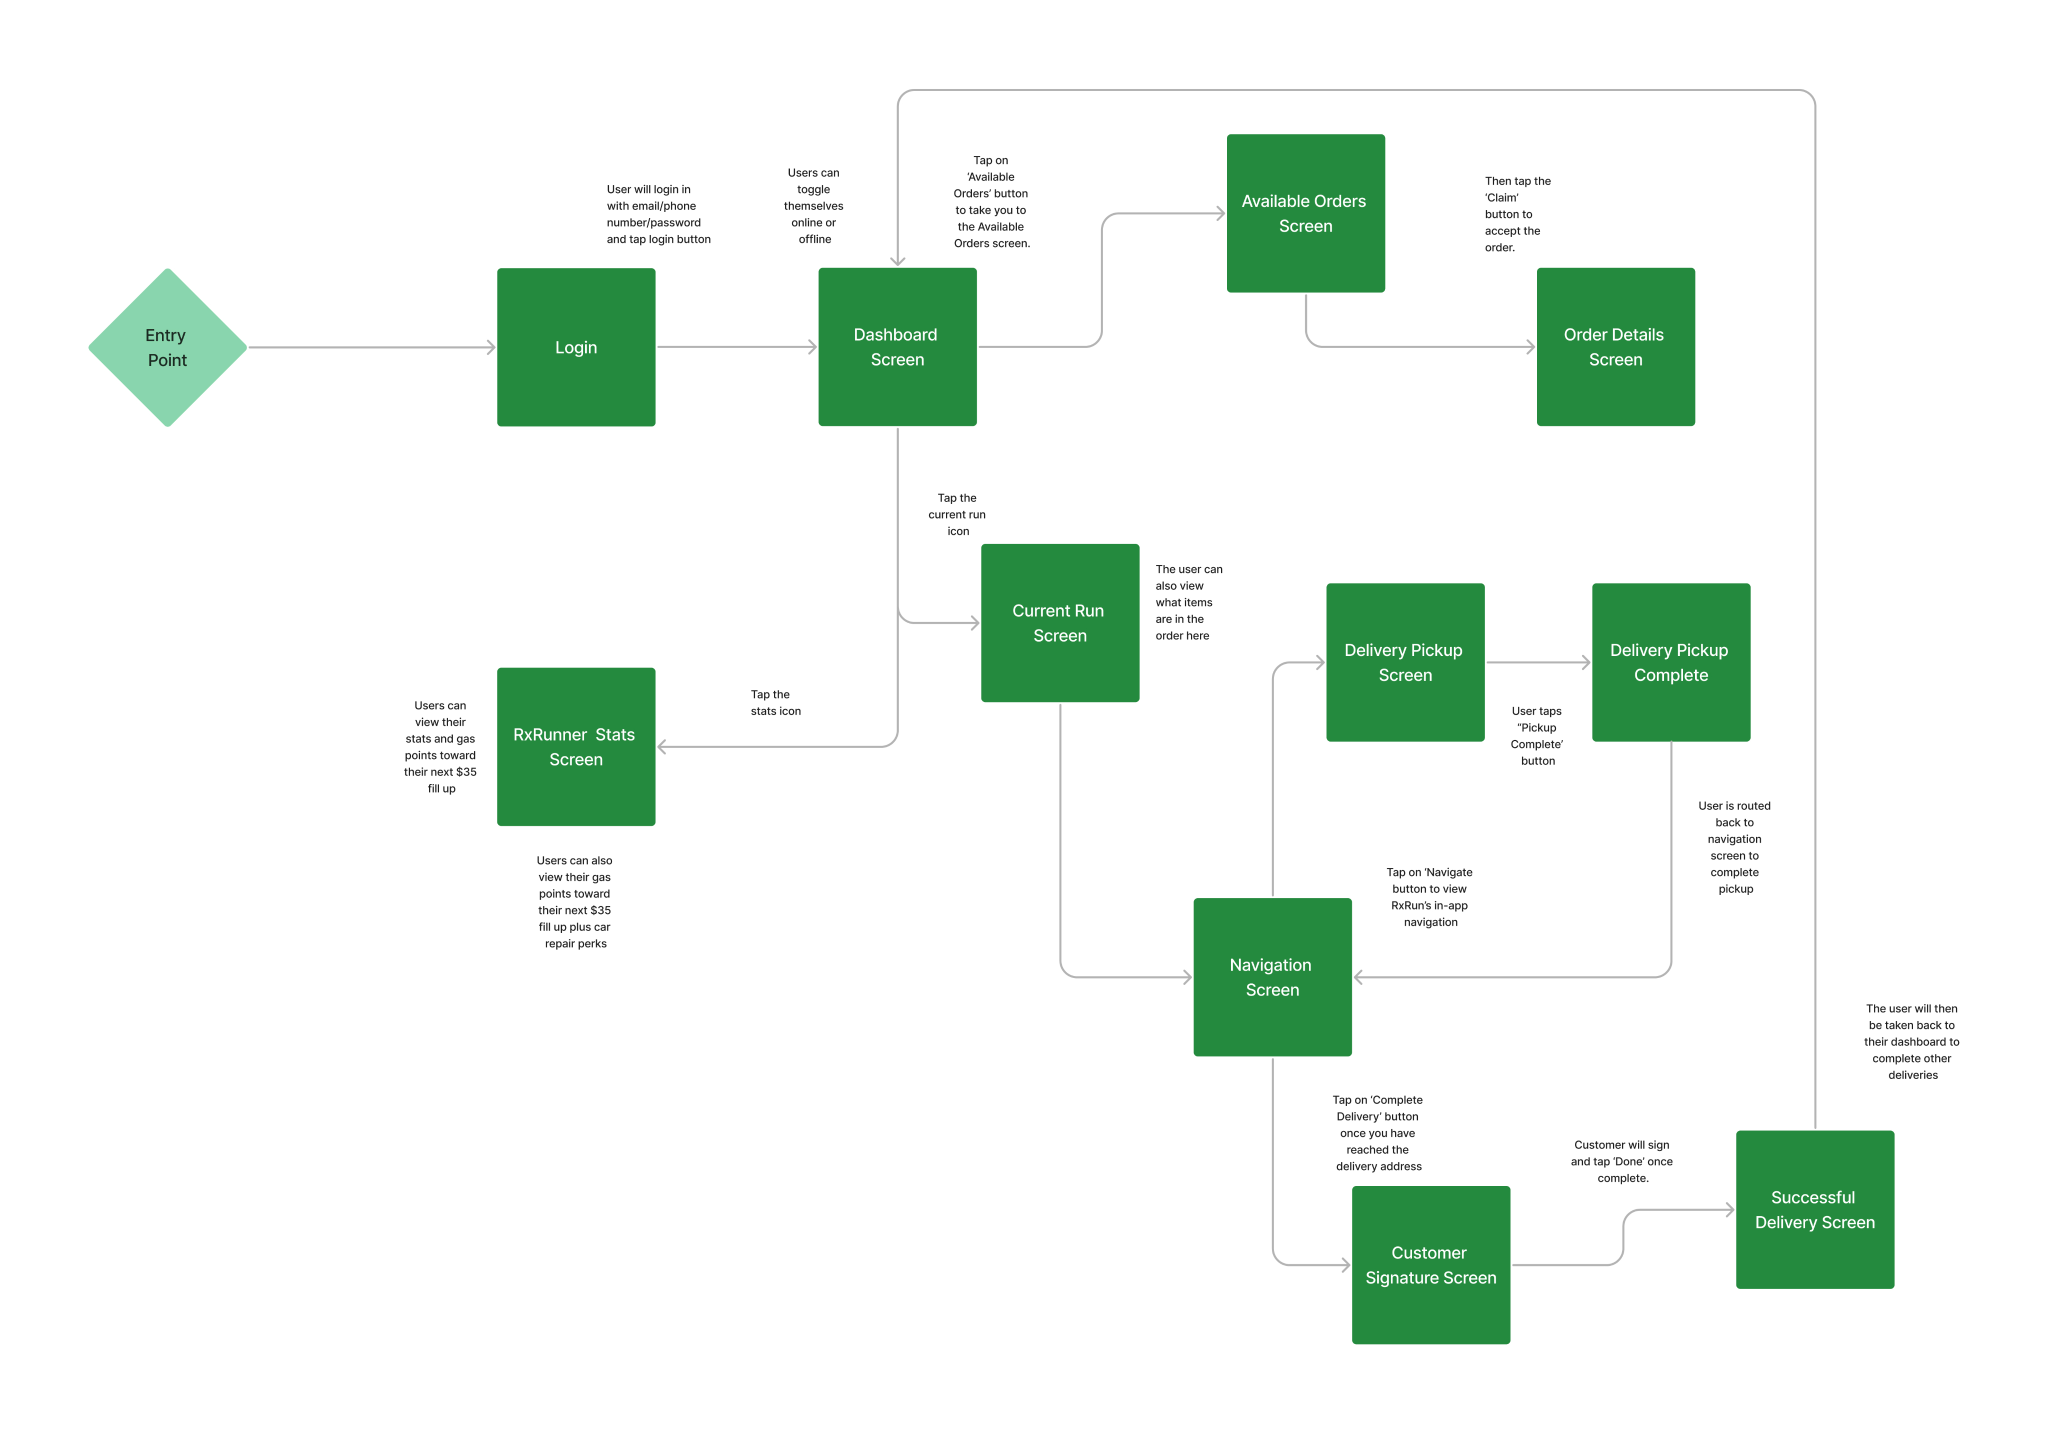 Entry
Point
User will login in
with email/phone
number/password
and tap login button
Login
Users can
toggle
themselves
online or
offline
Dashboard
Screen
Tap on
‘Available
Orders’ button
to take you to
the Available
Orders screen.
Available Orders
Screen
Then tap the
‘Claim’
button to
accept the
order.
Order Details
Screen
Tap the
current run
icon
Current Run
Screen
The user can
also view
what items
are in the
order here
Tap the
stats icon
Users can
view their
stats and gas
points toward
their next $35
fill up
RxRunner  Stats
Screen
Users can also
view their gas
points toward
their next $35
fill up plus car
repair perks
Delivery Pickup
Screen
User taps
“Pickup
Complete’
button
Delivery Pickup
Complete
User is routed
back to
navigation
screen to
complete
pickup
Tap on ‘Navigate
button to view
RxRun’s in-app
navigation
Navigation
Screen
Tap on ‘Complete
Delivery’ button
once you have
reached the
delivery address
Customer
Signature Screen
Customer will sign
and tap ‘Done’ once
complete.
Successful
Delivery Screen
The user will then
be taken back to
their dashboard to
complete other
deliveries